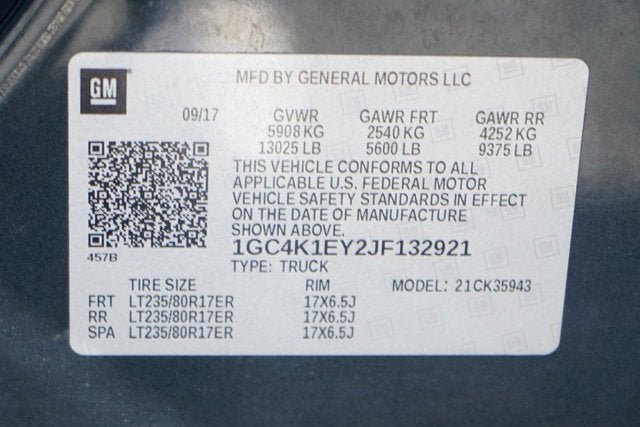 GM
MFD BY GENERAL MOTORS LLC
09/17 GVWR GAWR FRT GAWR RR
5908 KG 2540 KG 4252 KG
13025 LB 5600 LB 9375 LB
THIS VEHICLE CONFORMS TO ALL
APPLICABLE U.S. FEDERAL MOTOR
VEHICLE SAFETY STANDARDS IN EFFECT
ON THE DATE OF MANUFACTURE
SHOWN ABOVE.
1GC4K1EY2JF132921
457B
TYPE: TRUCK
TIRE SIZE RIM MODEL: 21CK35943
FRT LT235/80R17ER 17X6.5J
RR LT235/80R17ER 17X6.5J
SPA LT235/80R17ER 17X6.5J